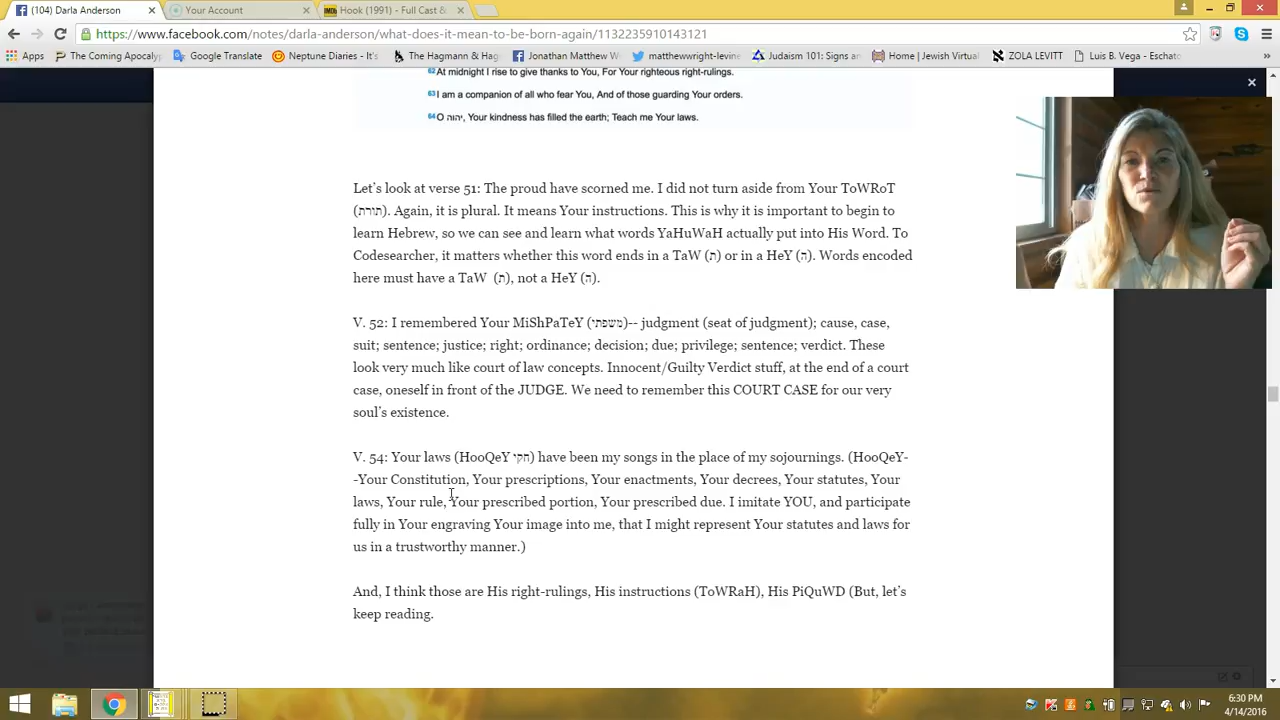 (104) Darla Anderson
Your Account
IMDb Hook (1991) - Full Cast &
https://www.facebook.com/notes/darla-anderson/what-does-it-mean-to-be-born-again/1132235910143121
Apps
The Coming Apocalyp
Google Translate
Neptune Diaries - It's
The Hagmann & Hag
Jonathan Matthew W
matthewwright-levine
Judaism 101: Signs a
Home | Jewish Virtual
ZOLA LEVITT
Luis B. Vega - Eschato
62 At midnight I rise to give thanks to You, For Your righteous right-rulings.
63 I am a companion of all who fear You, And of those guarding Your orders.
64 O יהוה, Your kindness has filled the earth; Teach me Your laws.
Let's look at verse 51: The proud have scorned me. I did not turn aside from Your ToWRoT
(תורת). Again, it is plural. It means Your instructions. This is why it is important to begin to
learn Hebrew, so we can see and learn what words YaHuWaH actually put into His Word. To
Codesearcher, it matters whether this word ends in a TaW (ת) or in a HeY (ה). Words encoded
here must have a TaW (ת), not a HeY (ה).
V. 52: I remembered Your MiShPaTeY (משפתי)-- judgment (seat of judgment); cause, case,
suit; sentence; justice; right; ordinance; decision; due; privilege; sentence; verdict. These
look very much like court of law concepts. Innocent/Guilty Verdict stuff, at the end of a court
case, oneself in front of the JUDGE. We need to remember this COURT CASE for our very
soul's existence.
V. 54: Your laws (HooQeY חקי) have been my songs in the place of my sojournings. (HooQeY-
-Your Constitution, Your prescriptions, Your enactments, Your decrees, Your statutes, Your
laws, Your rule, Your prescribed portion, Your prescribed due. I imitate YOU, and participate
fully in Your engraving Your image into me, that I might represent Your statutes and laws for
us in a trustworthy manner.)
And, I think those are His right-rulings, His instructions (ToWRaH), His PiQuWD (But, let's
keep reading.
6:30 PM
4/14/2016